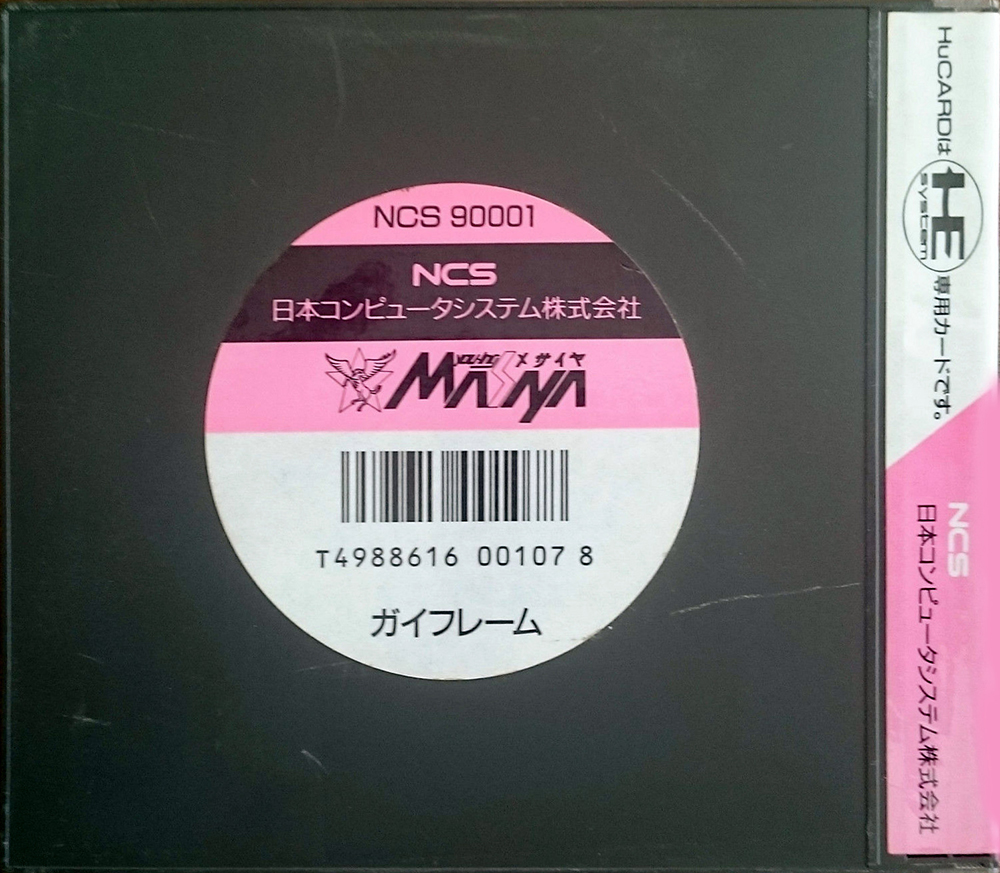 NCS 90001
NCS
日本コンピュータシステム株式会社
メサイヤ
MASAYA
T4988616 00107 8
ガイフレーム
HuCARDは HE system 専用カードです。
NCS
日本コンピュータシステム株式会社